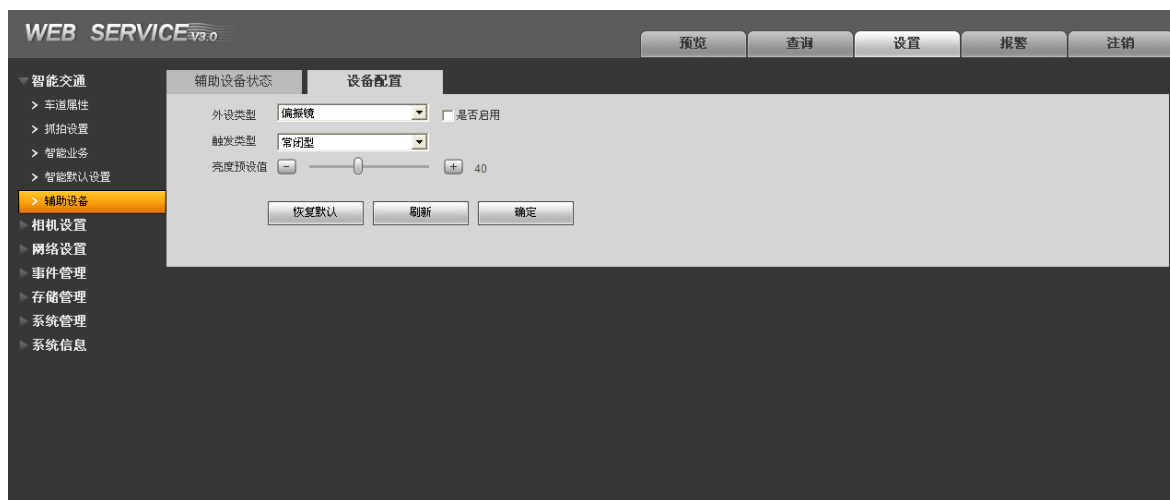 WEB SERVICE V3.0
预览 查询 设置 报警 注销
智能交通
> 车道属性
> 抓拍设置
> 智能业务
> 智能默认设置
> 辅助设备
相机设置
网络设置
事件管理
存储管理
系统管理
系统信息
辅助设备状态 设备配置
外设类型 偏振镜 是否启用
触发类型 常闭型
亮度预设值 - + 40
恢复默认 刷新 确定